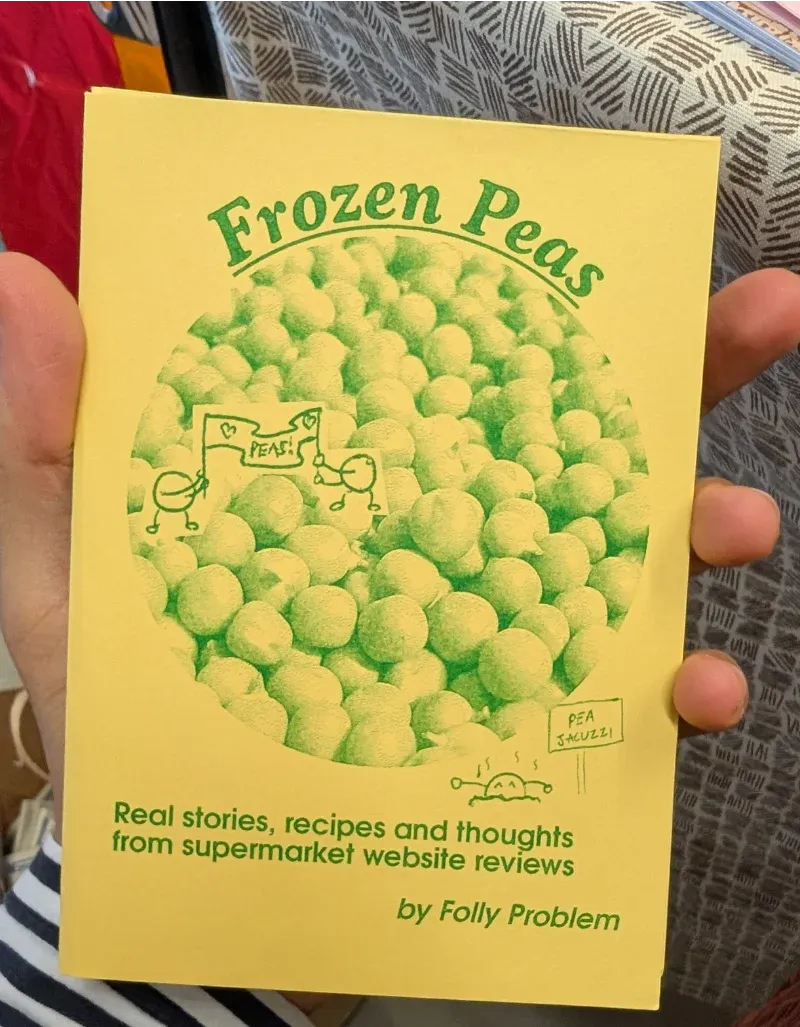 Frozen Peas
PEAS!
PEA
JACUZZI
Real stories, recipes and thoughts
from supermarket website reviews
by Folly Problem